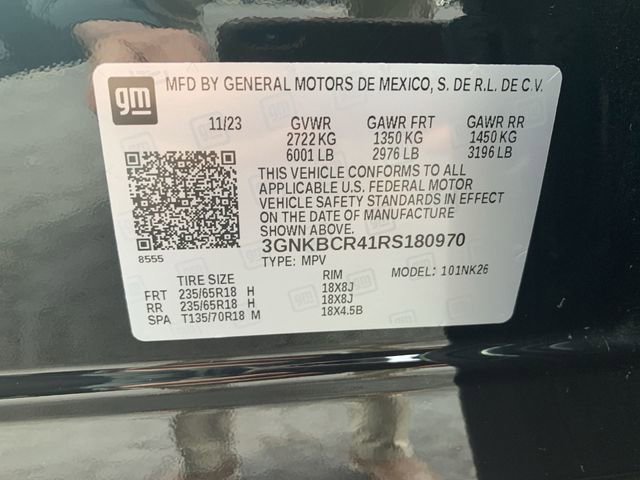 gm
MFD BY GENERAL MOTORS DE MEXICO, S. DE R.L. DE C.V.
11/23 GVWR GAWR FRT GAWR RR
2722 KG 1350 KG 1450 KG
6001 LB 2976 LB 3196 LB
THIS VEHICLE CONFORMS TO ALL
APPLICABLE U.S. FEDERAL MOTOR
VEHICLE SAFETY STANDARDS IN EFFECT
ON THE DATE OF MANUFACTURE
SHOWN ABOVE.
3GNKBCR41RS180970
8555
TYPE: MPV MODEL: 101NK26
TIRE SIZE RIM
FRT 235/65R18 H 18X8J
RR 235/65R18 H 18X8J
SPA T135/70R18 M 18X4.5B